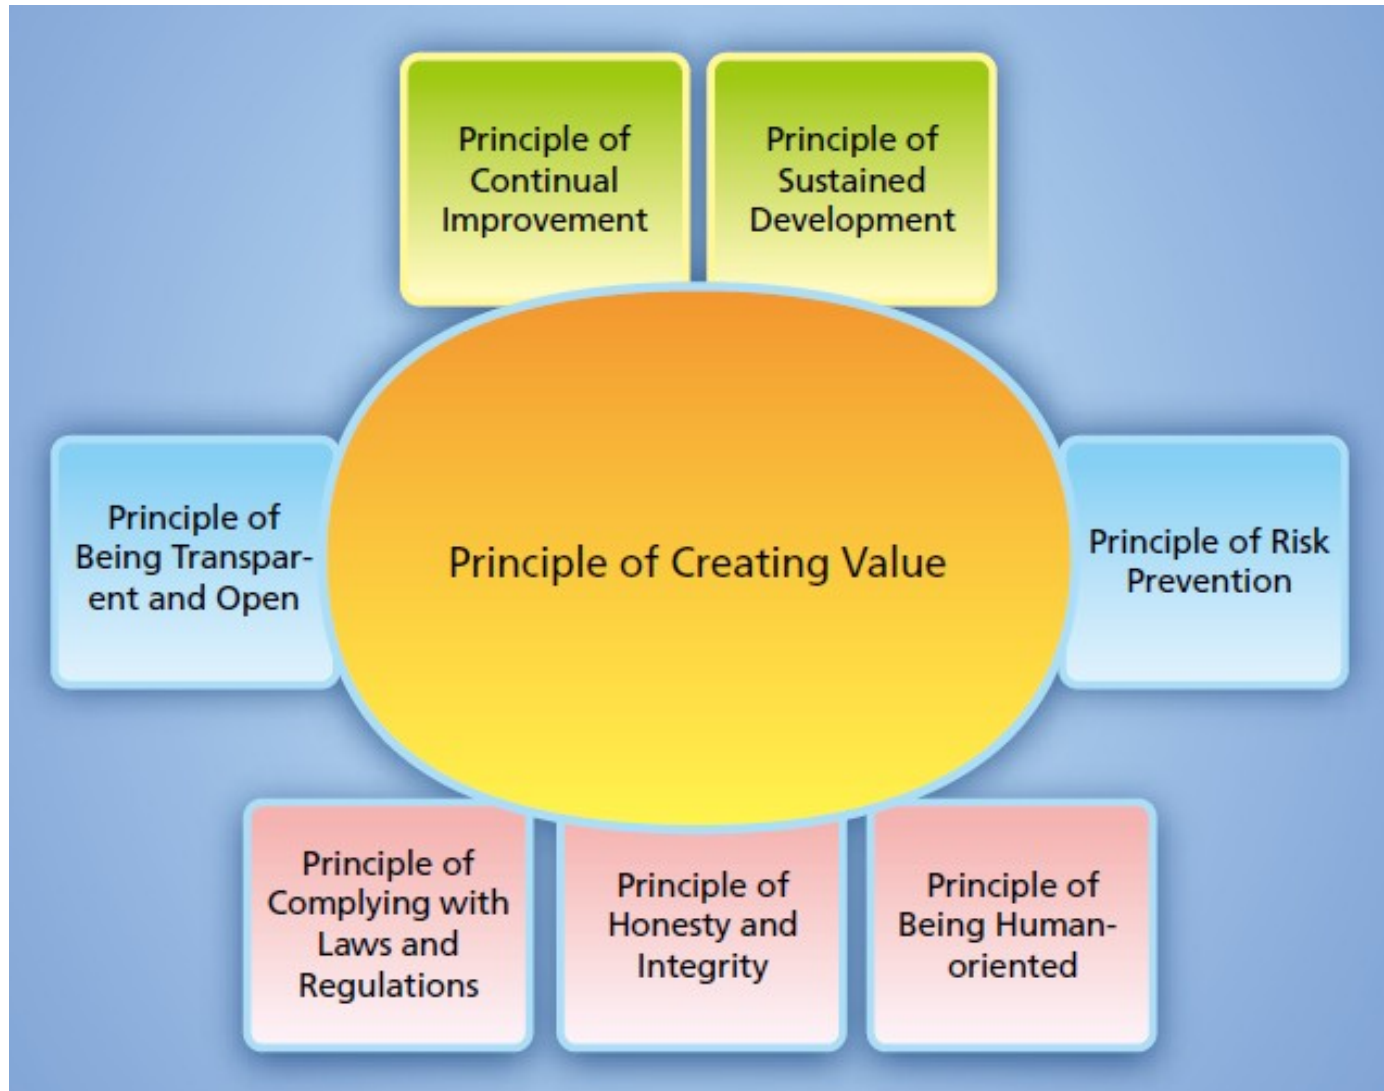 Principle of
Continual
Improvement
Principle of
Sustained
Development
Principle of
Being Transpar-
ent and Open
Principle of Creating Value
Principle of Risk
Prevention
Principle of
Complying with
Laws and
Regulations
Principle of
Honesty and
Integrity
Principle of
Being Human-
oriented